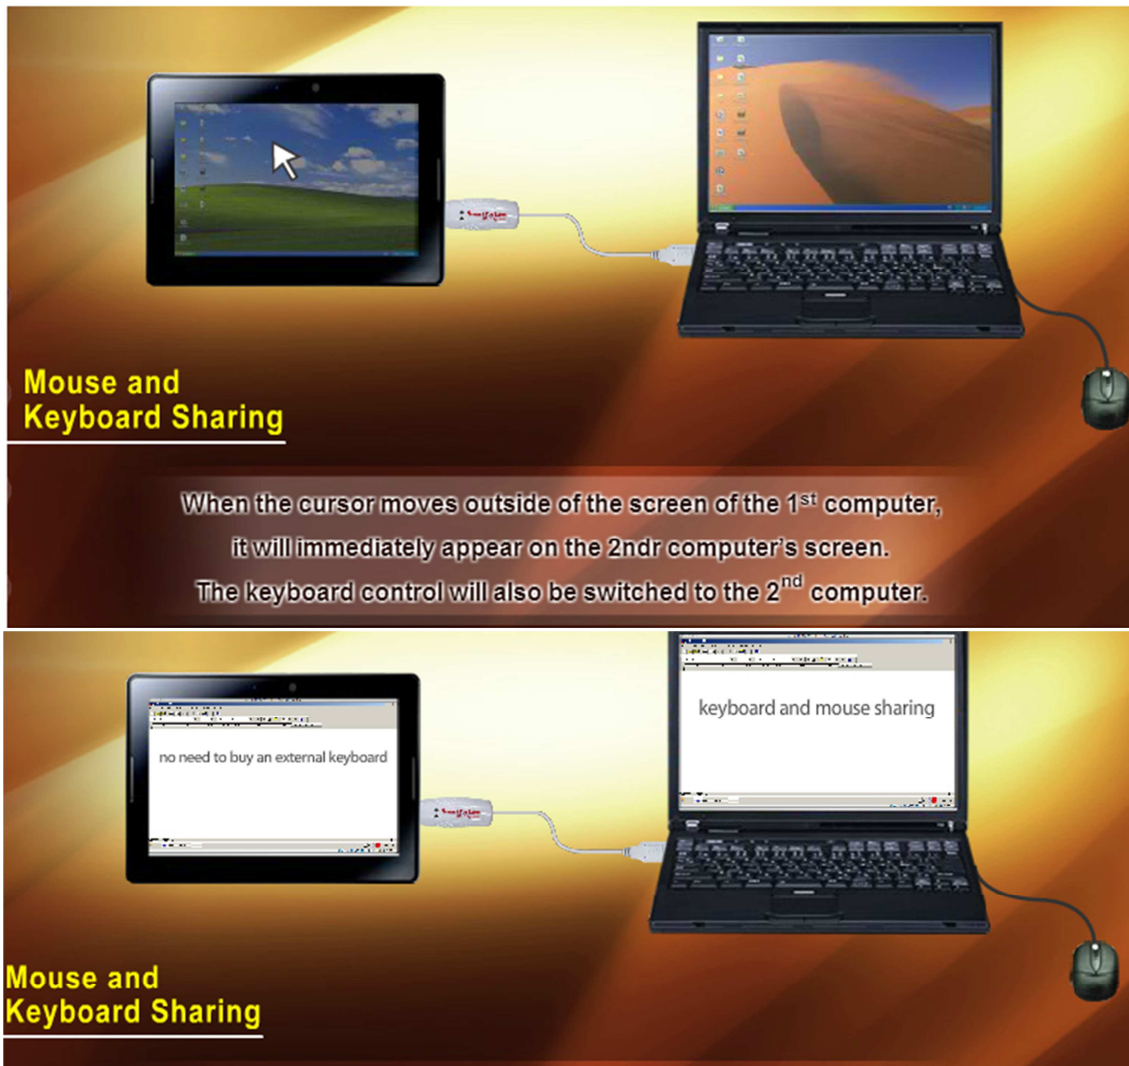 Mouse and
Keyboard Sharing
When the cursor moves outside of the screen of the 1st computer,
it will immediately appear on the 2ndr computer's screen.
The keyboard control will also be switched to the 2nd computer.
no need to buy an external keyboard
keyboard and mouse sharing
Mouse and
Keyboard Sharing